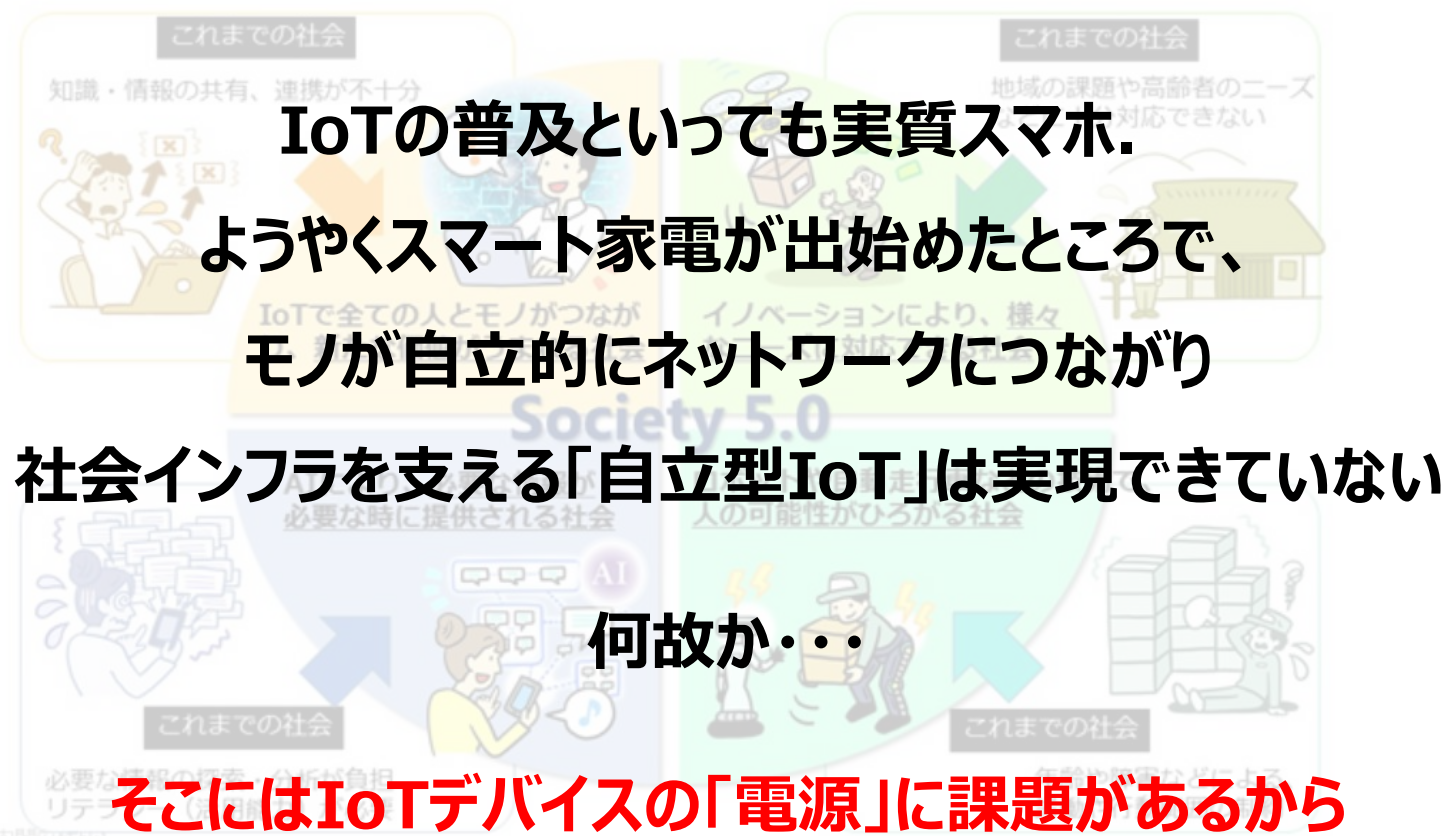 これまでの社会
これまでの社会
知識・情報の共有、連携が不十分
地域の課題や高齢者のニーズ
対応できない
IoTの普及といっても実質スマホ.
ようやくスマート家電が出始めたところで、
IoTで全ての人とモノがつなが
イノベーションにより、様々
モノが自立的にネットワークにつながり
Society 5.0
社会インフラを支える「自立型IoT」は実現できていない
必要な時に提供される社会
人の可能性がひろがる社会
AI
何故か・・・
これまでの社会
これまでの社会
そこにはIoTデバイスの「電源」に課題があるから